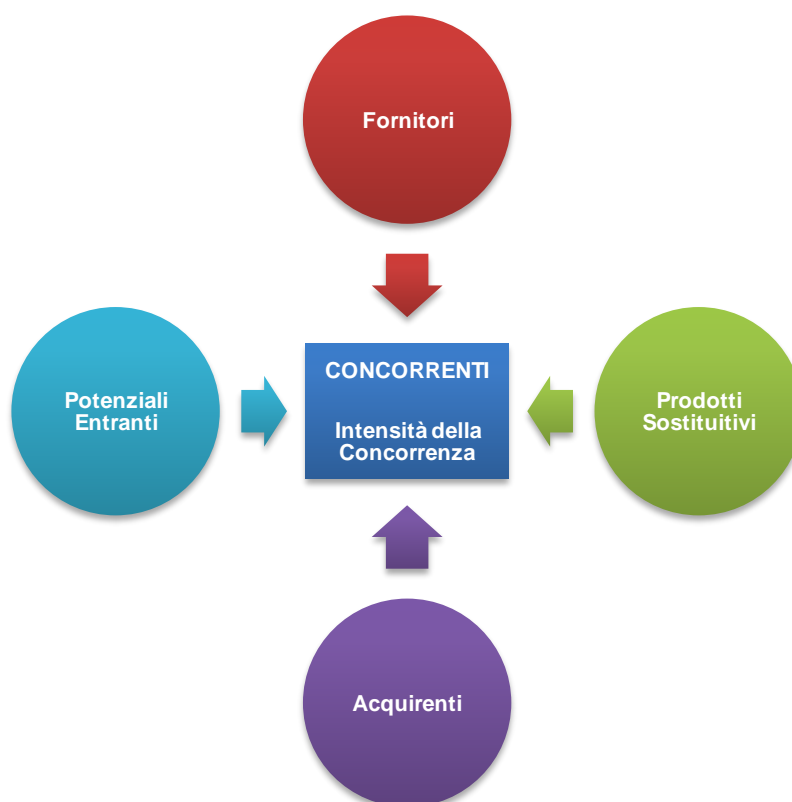 Fornitori
CONCORRENTI
Intensità della
Concorrenza
Potenziali
Entranti
Prodotti
Sostituitivi
Acquirenti